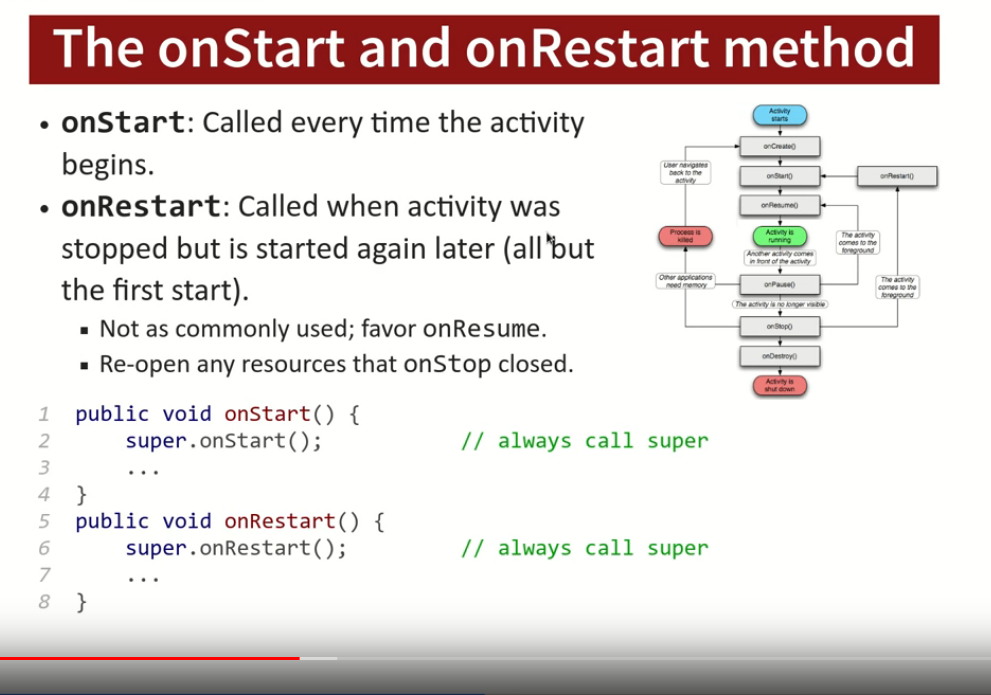 The onStart and onRestart method
• onStart: Called every time the activity
begins.
• onRestart: Called when activity was
stopped but is started again later (all but
the first start).
▪ Not as commonly used; favor onResume.
▪ Re-open any resources that onStop closed.
Activity
starts
onCreate()
User navigates
back to the
activity
onStart()
onRestart()
onResume()
Process is
killed
Activity is
running
The activity
comes to the
foreground
Another activity comes
in front of the activity
Other applications
need memory
onPause()
The activity
comes to the
foreground
The activity is no longer visible
onStop()
onDestroy()
Activity is
shut down
1 public void onStart() {
2 super.onStart(); // always call super
3 ...
4 }
5 public void onRestart() {
6 super.onRestart(); // always call super
7 ...
8 }